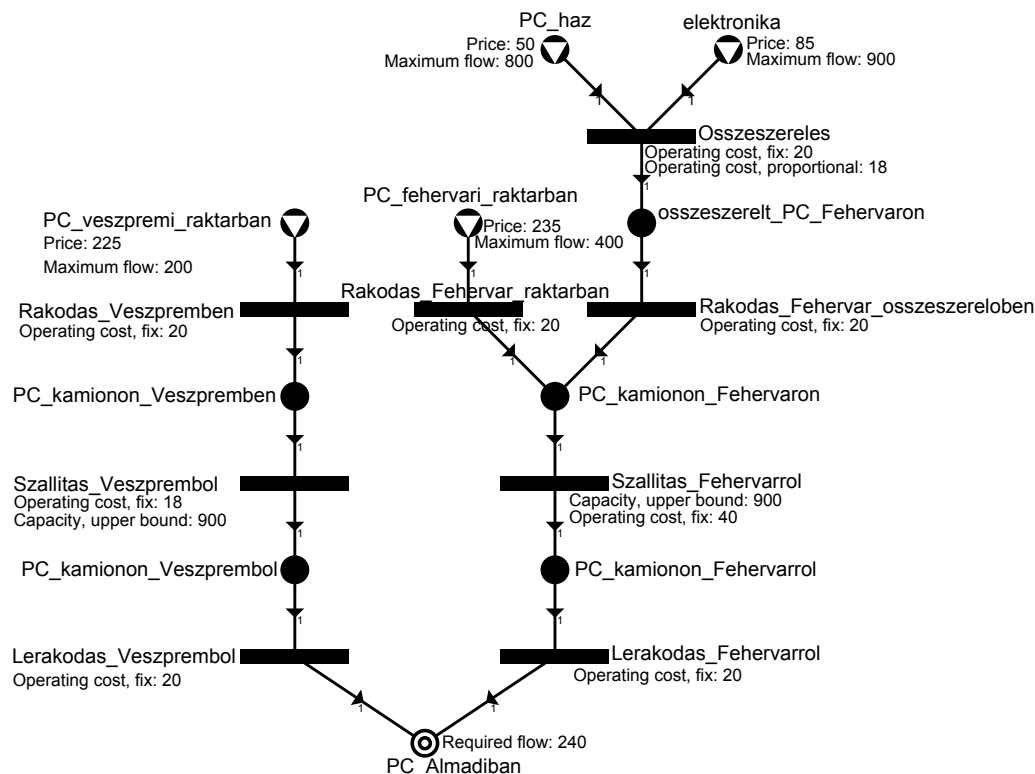 PC_haz
Price: 50
Maximum flow: 800
elektronika
Price: 85
Maximum flow: 900
1
1
Osszeszereles
Operating cost, fix: 20
Operating cost, proportional: 18
1
PC_veszpremi_raktarban
Price: 225
Maximum flow: 200
PC_fehervari_raktarban
Price: 235
Maximum flow: 400
osszeszerelt_PC_Fehervaron
1
1
1
Rakodas_Veszpremben
Operating cost, fix: 20
Rakodas_Fehervar_raktarban
Operating cost, fix: 20
Rakodas_Fehervar_osszeszereloben
Operating cost, fix: 20
1
1
1
PC_kamionon_Veszpremben
PC_kamionon_Fehervaron
1
1
Szallitas_Veszprembol
Operating cost, fix: 18
Capacity, upper bound: 900
Szallitas_Fehervarrol
Capacity, upper bound: 900
Operating cost, fix: 40
1
1
PC_kamionon_Veszprembol
PC_kamionon_Fehervarrol
1
1
Lerakodas_Veszprembol
Operating cost, fix: 20
Lerakodas_Fehervarrol
Operating cost, fix: 20
1
1
Required flow: 240
PC_Almadiban